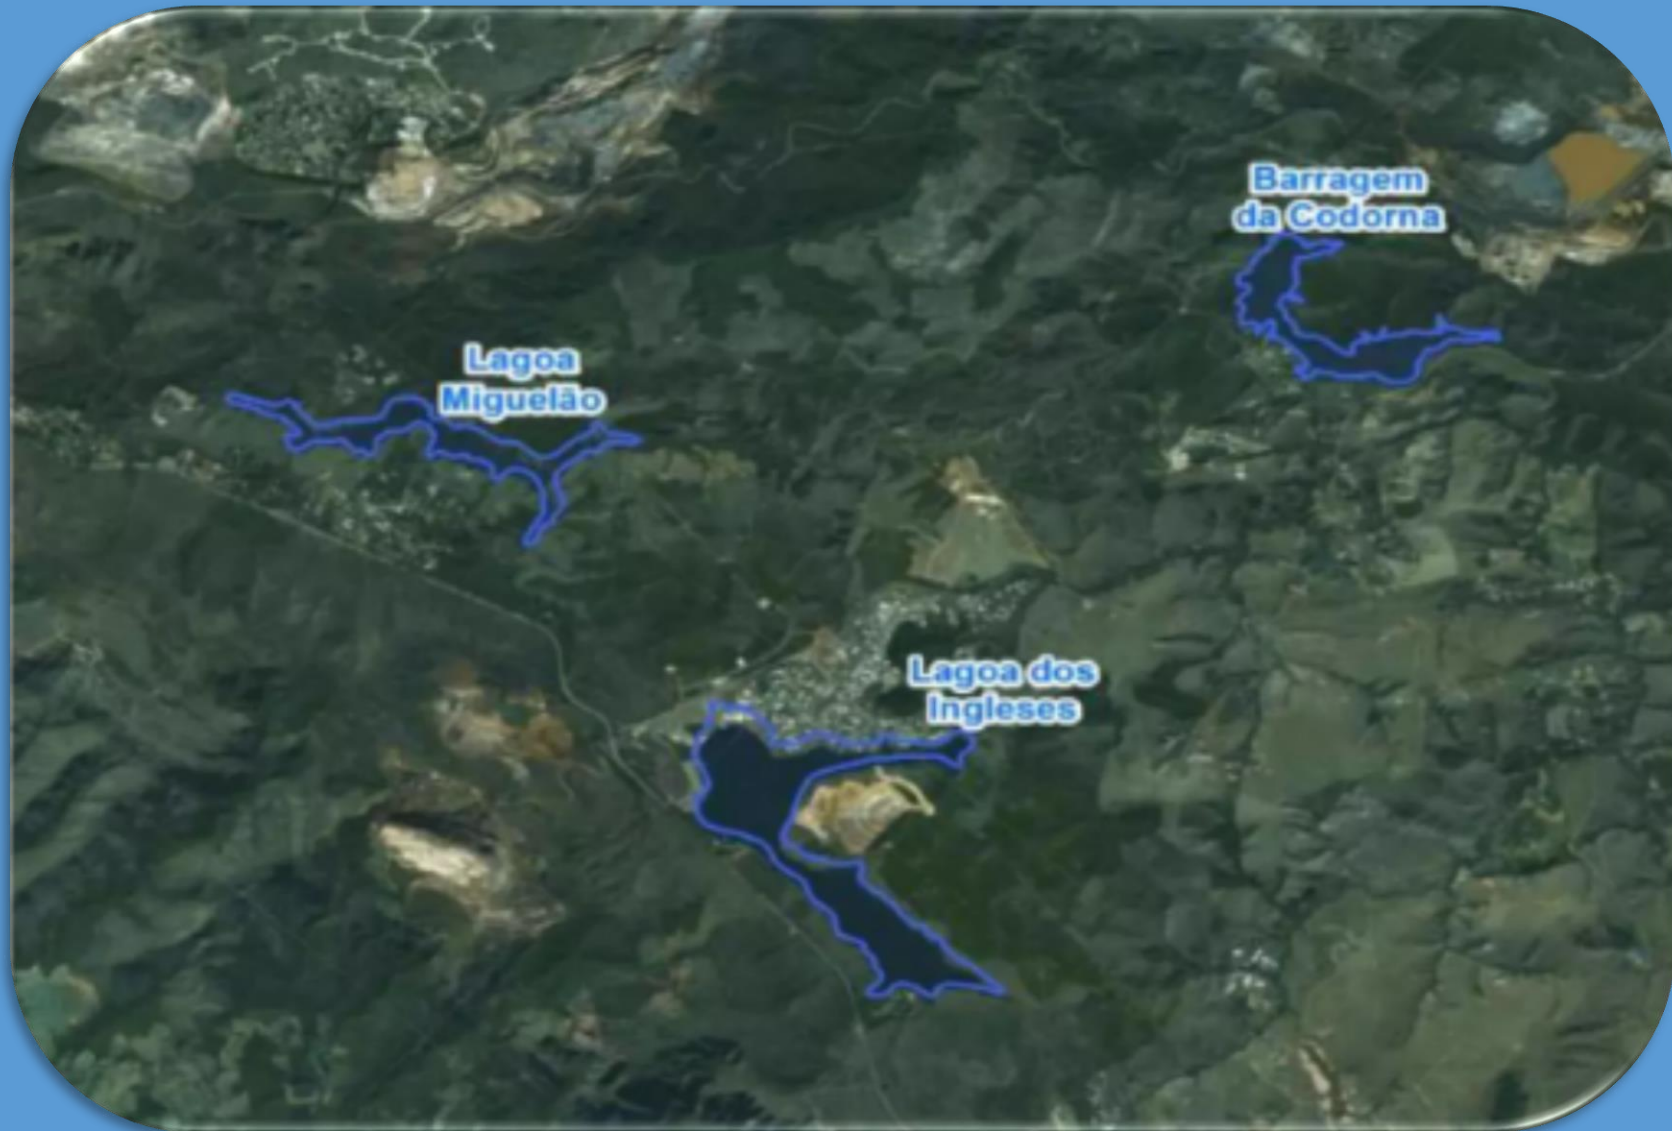 Barragem
da Codorna
Lagoa
Miguelão
Lagoa dos
Ingleses